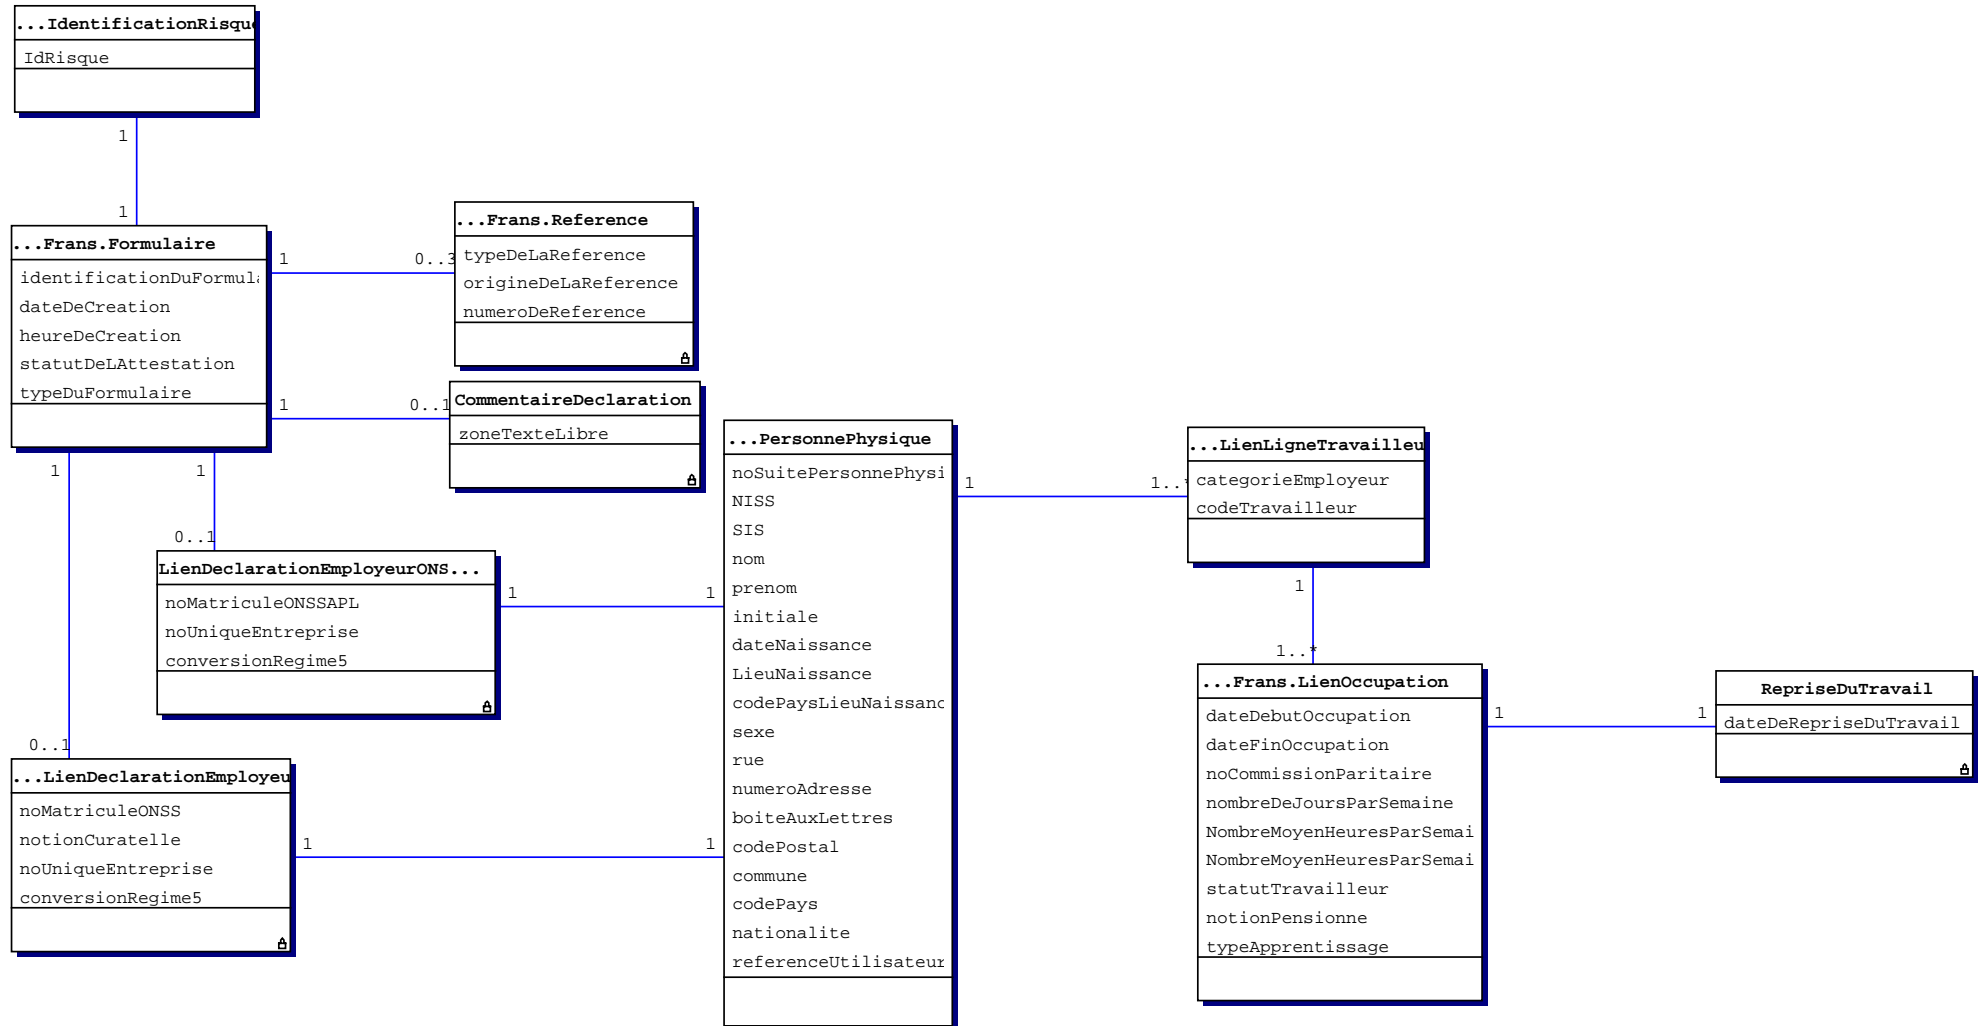 ...IdentificationRisque
IdRisque
1
1
...Frans.Formulaire
identificationDuFormula
dateDeCreation
heureDeCreation
statutDeLAttestation
typeDuFormulaire
1
0..3
...Frans.Reference
typeDeLaReference
origineDeLaReference
numeroDeReference
1
0..1
CommentaireDeclaration
zoneTexteLibre
1
1
0..1
LienDeclarationEmployeurONS...
noMatriculeONSSAPL
noUniqueEntreprise
conversionRegime5
1
1
0..1
...LienDeclarationEmployeu
noMatriculeONSS
notionCuratelle
noUniqueEntreprise
conversionRegime5
1
1
...PersonnePhysique
noSuitePersonnePhysi
NISS
SIS
nom
prenom
initiale
dateNaissance
LieuNaissance
codePaysLieuNaissanc
sexe
rue
numeroAdresse
boiteAuxLettres
codePostal
commune
codePays
nationalite
referenceUtilisateur
1
1..*
...LienLigneTravailleu
categorieEmployeur
codeTravailleur
1
1..*
...Frans.LienOccupation
dateDebutOccupation
dateFinOccupation
noCommissionParitaire
nombreDeJoursParSemaine
NombreMoyenHeuresParSemai
NombreMoyenHeuresParSemai
statutTravailleur
notionPensionne
typeApprentissage
1
1
RepriseDuTravail
dateDeRepriseDuTravail